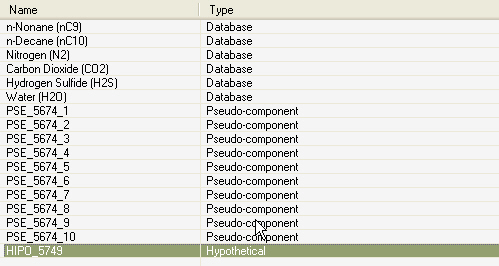 Name Type
n-Nonane (nC9) Database
n-Decane (nC10) Database
Nitrogen (N2) Database
Carbon Dioxide (CO2) Database
Hydrogen Sulfide (H2S) Database
Water (H2O) Database
PSE_5674_1 Pseudo-component
PSE_5674_2 Pseudo-component
PSE_5674_3 Pseudo-component
PSE_5674_4 Pseudo-component
PSE_5674_5 Pseudo-component
PSE_5674_6 Pseudo-component
PSE_5674_7 Pseudo-component
PSE_5674_8 Pseudo-component
PSE_5674_9 Pseudo-component
PSE_5674_10 Pseudo-component
HIPO_5749 Hypothetical